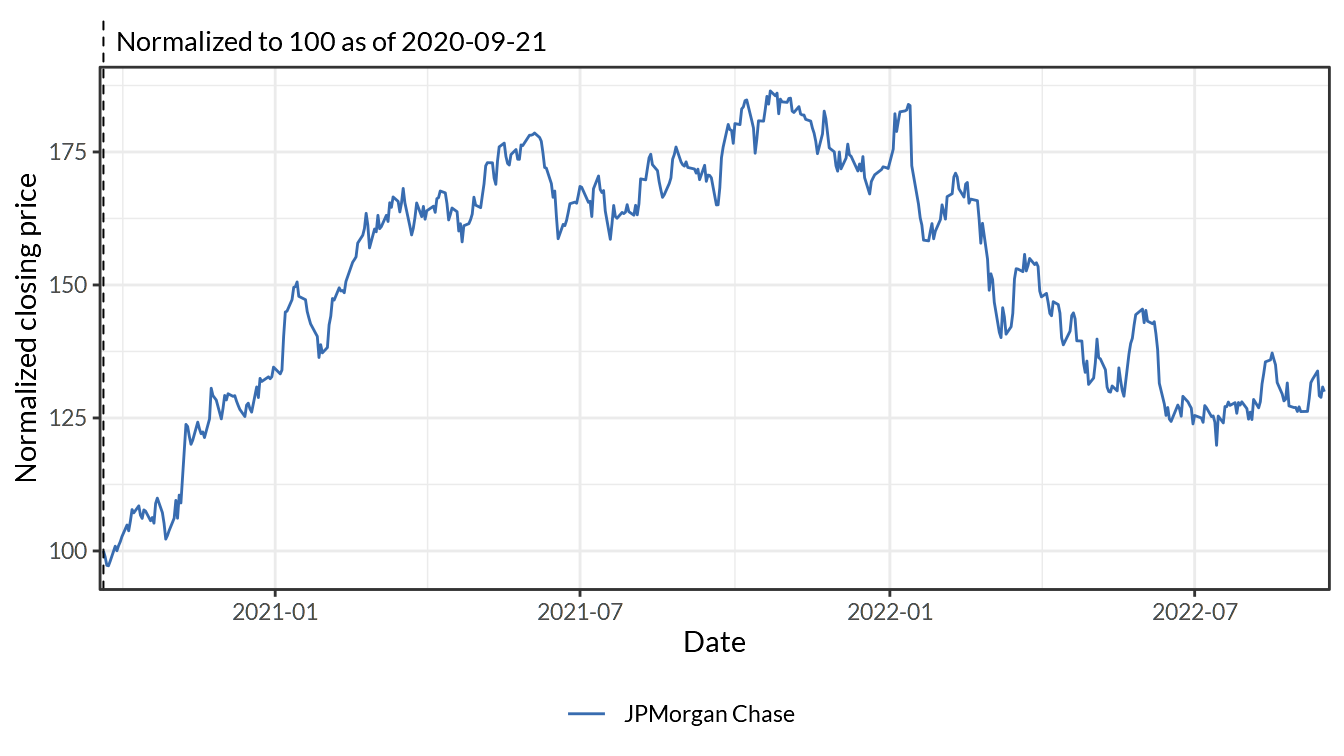 Normalized to 100 as of 2020-09-21
Normalized closing price
175
150
125
100
2021-01
2021-07
2022-01
2022-07
Date
JPMorgan Chase